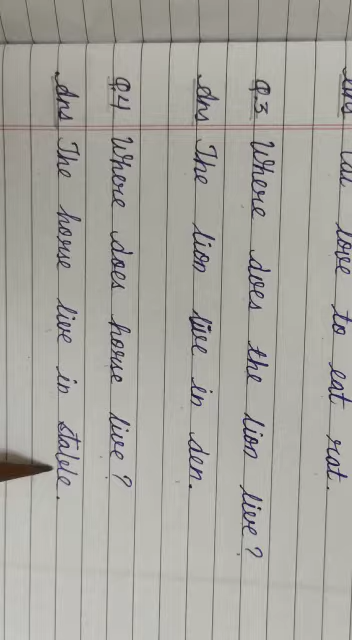 Ans Cat love to eat rat.
Q.3 Where does the lion live?
Ans The lion live in den.
Q.4 Where does horse live?
Ans The horse live in stable.